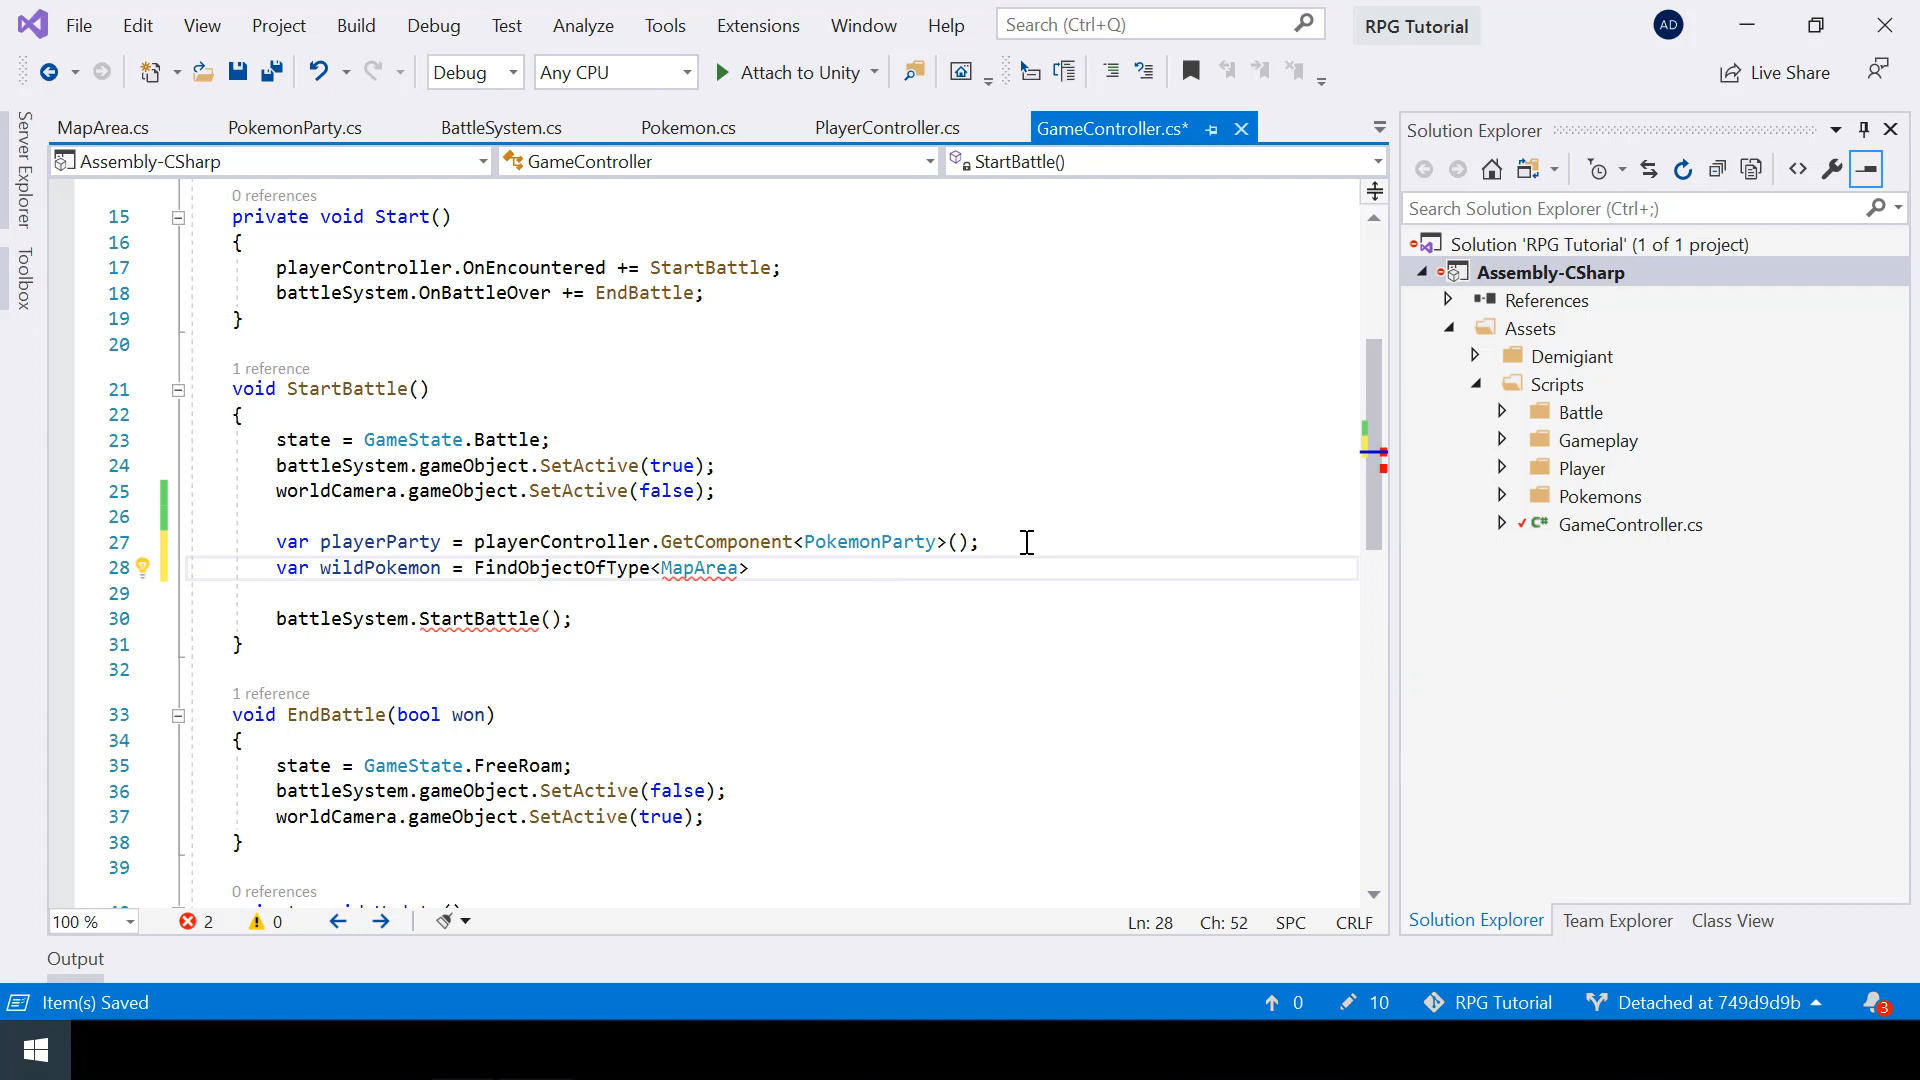 File Edit View Project Build Debug Test Analyze Tools Extensions Window Help Search (Ctrl+Q) RPG Tutorial AD
Debug Any CPU Attach to Unity Live Share
Server Explorer
Toolbox
MapArea.cs PokemonParty.cs BattleSystem.cs Pokemon.cs PlayerController.cs GameController.cs*
Assembly-CSharp GameController StartBattle()
0 references
15 private void Start()
16 {
17 playerController.OnEncountered += StartBattle;
18 battleSystem.OnBattleOver += EndBattle;
19 }
20
1 reference
21 void StartBattle()
22 {
23 state = GameState.Battle;
24 battleSystem.gameObject.SetActive(true);
25 worldCamera.gameObject.SetActive(false);
26
27 var playerParty = playerController.GetComponent<PokemonParty>();
28 var wildPokemon = FindObjectOfType<MapArea>
29
30 battleSystem.StartBattle();
31 }
32
1 reference
33 void EndBattle(bool won)
34 {
35 state = GameState.FreeRoam;
36 battleSystem.gameObject.SetActive(false);
37 worldCamera.gameObject.SetActive(true);
38 }
39
0 references
100 % 2 0 Ln: 28 Ch: 52 SPC CRLF
Solution Explorer
Search Solution Explorer (Ctrl+;)
Solution 'RPG Tutorial' (1 of 1 project)
Assembly-CSharp
References
Assets
Demigiant
Scripts
Battle
Gameplay
Player
Pokemons
GameController.cs
Solution Explorer Team Explorer Class View
Output
Item(s) Saved 0 10 RPG Tutorial Detached at 749d9d9b 3